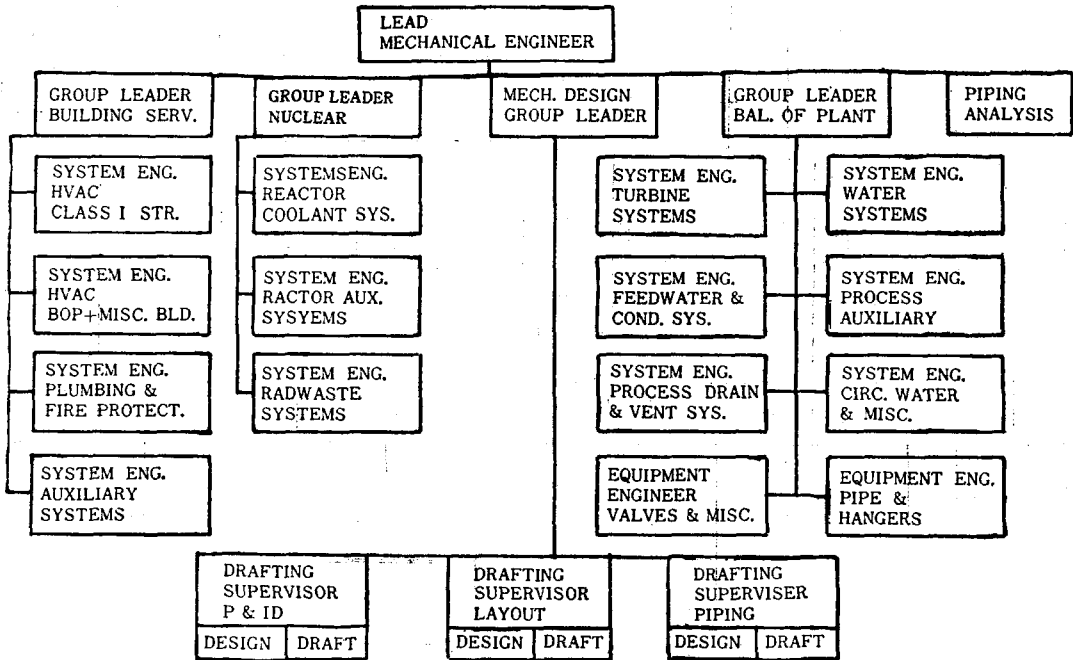 LEAD
MECHANICAL ENGINEER
GROUP LEADER
BUILDING SERV.
GROUP LEADER
NUCLEAR
MECH. DESIGN
GROUP LEADER
GROUP LEADER
BAL. OF PLANT
PIPING
ANALYSIS
SYSTEM ENG.
HVAC
CLASS I STR.
SYSTEMSENG.
REACTOR
COOLANT SYS.
SYSTEM ENG.
TURBINE
SYSTEMS
SYSTEM ENG.
WATER
SYSTEMS
SYSTEM ENG.
HVAC
BOP+MISC. BLD.
SYSTEM ENG.
RACTOR AUX.
SYSYEMS
SYSTEM ENG.
FEEDWATER &
COND. SYS.
SYSTEM ENG.
PROCESS
AUXILIARY
SYSTEM ENG.
PLUMBING &
FIRE PROTECT.
SYSTEM ENG.
RADWASTE
SYSTEMS
SYSTEM ENG.
PROCESS DRAIN
& VENT SYS.
SYSTEM ENG.
CIRC. WATER
& MISC.
SYSTEM ENG.
AUXILIARY
SYSTEMS
EQUIPMENT
ENGINEER
VALVES & MISC.
EQUIPMENT ENG.
PIPE &
HANGERS
DRAFTING
SUPERVISOR
P & ID
DESIGN DRAFT
DRAFTING
SUPERVISOR
LAYOUT
DESIGN DRAFT
DRAFTING
SUPERVISER
PIPING
DESIGN DRAFT